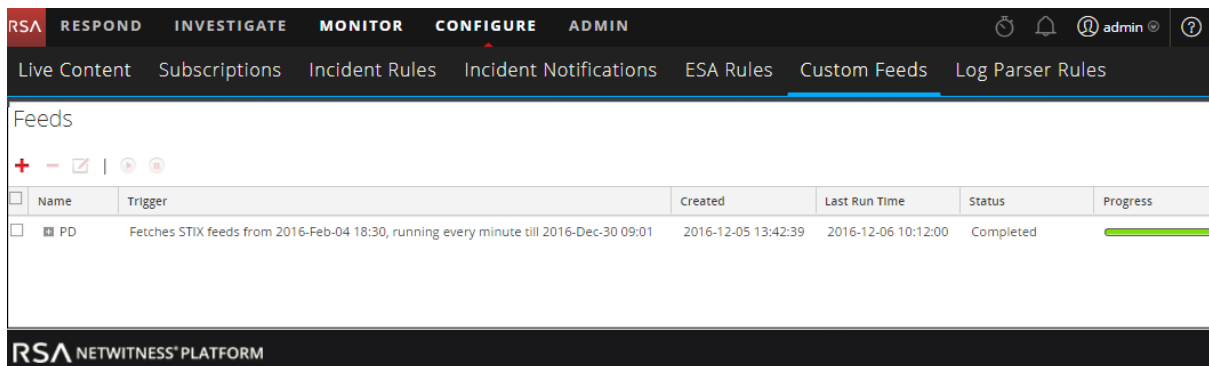 RSA RESPOND INVESTIGATE MONITOR CONFIGURE ADMIN admin ?
Live Content Subscriptions Incident Rules Incident Notifications ESA Rules Custom Feeds Log Parser Rules
Feeds
Name Trigger Created Last Run Time Status Progress
PD Fetches STIX feeds from 2016-Feb-04 18:30, running every minute till 2016-Dec-30 09:01 2016-12-05 13:42:39 2016-12-06 10:12:00 Completed
RSA NETWITNESS® PLATFORM